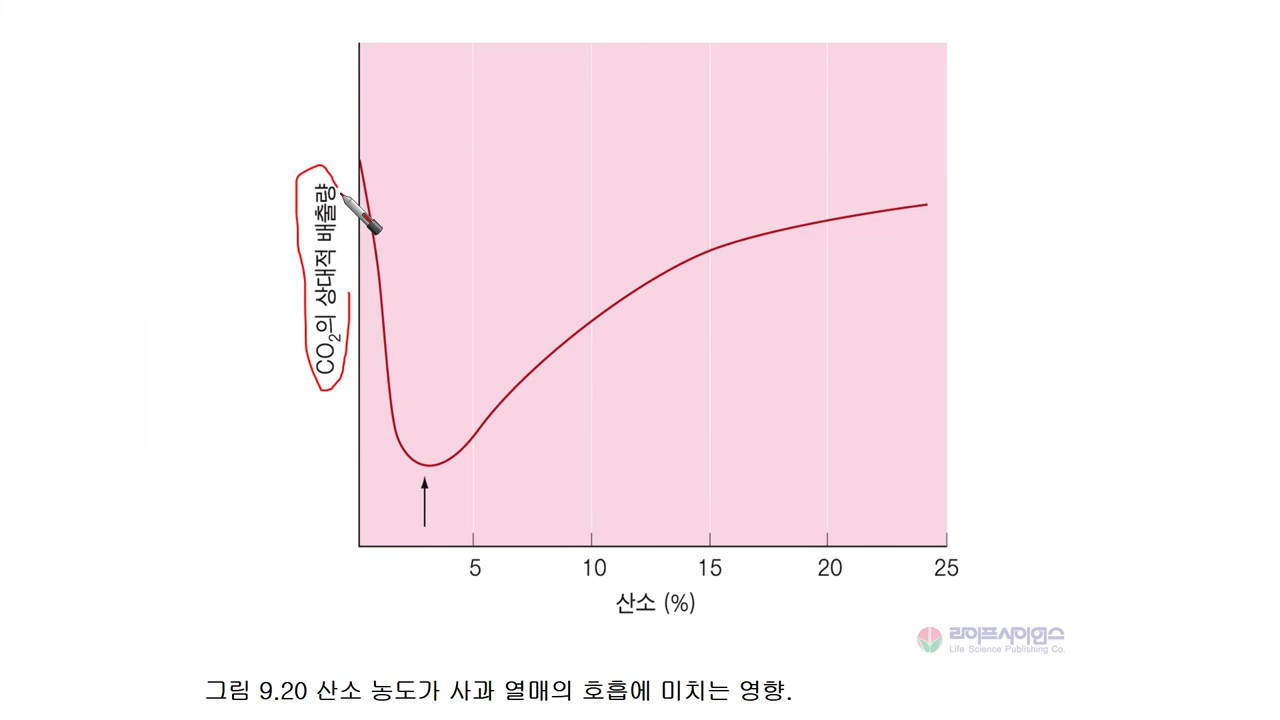 CO2의 상대적 배출량
5 10 15 20 25
산소 (%)
라이프사이언스
Life Science Publishing Co.
그림 9.20 산소 농도가 사과 열매의 호흡에 미치는 영향.